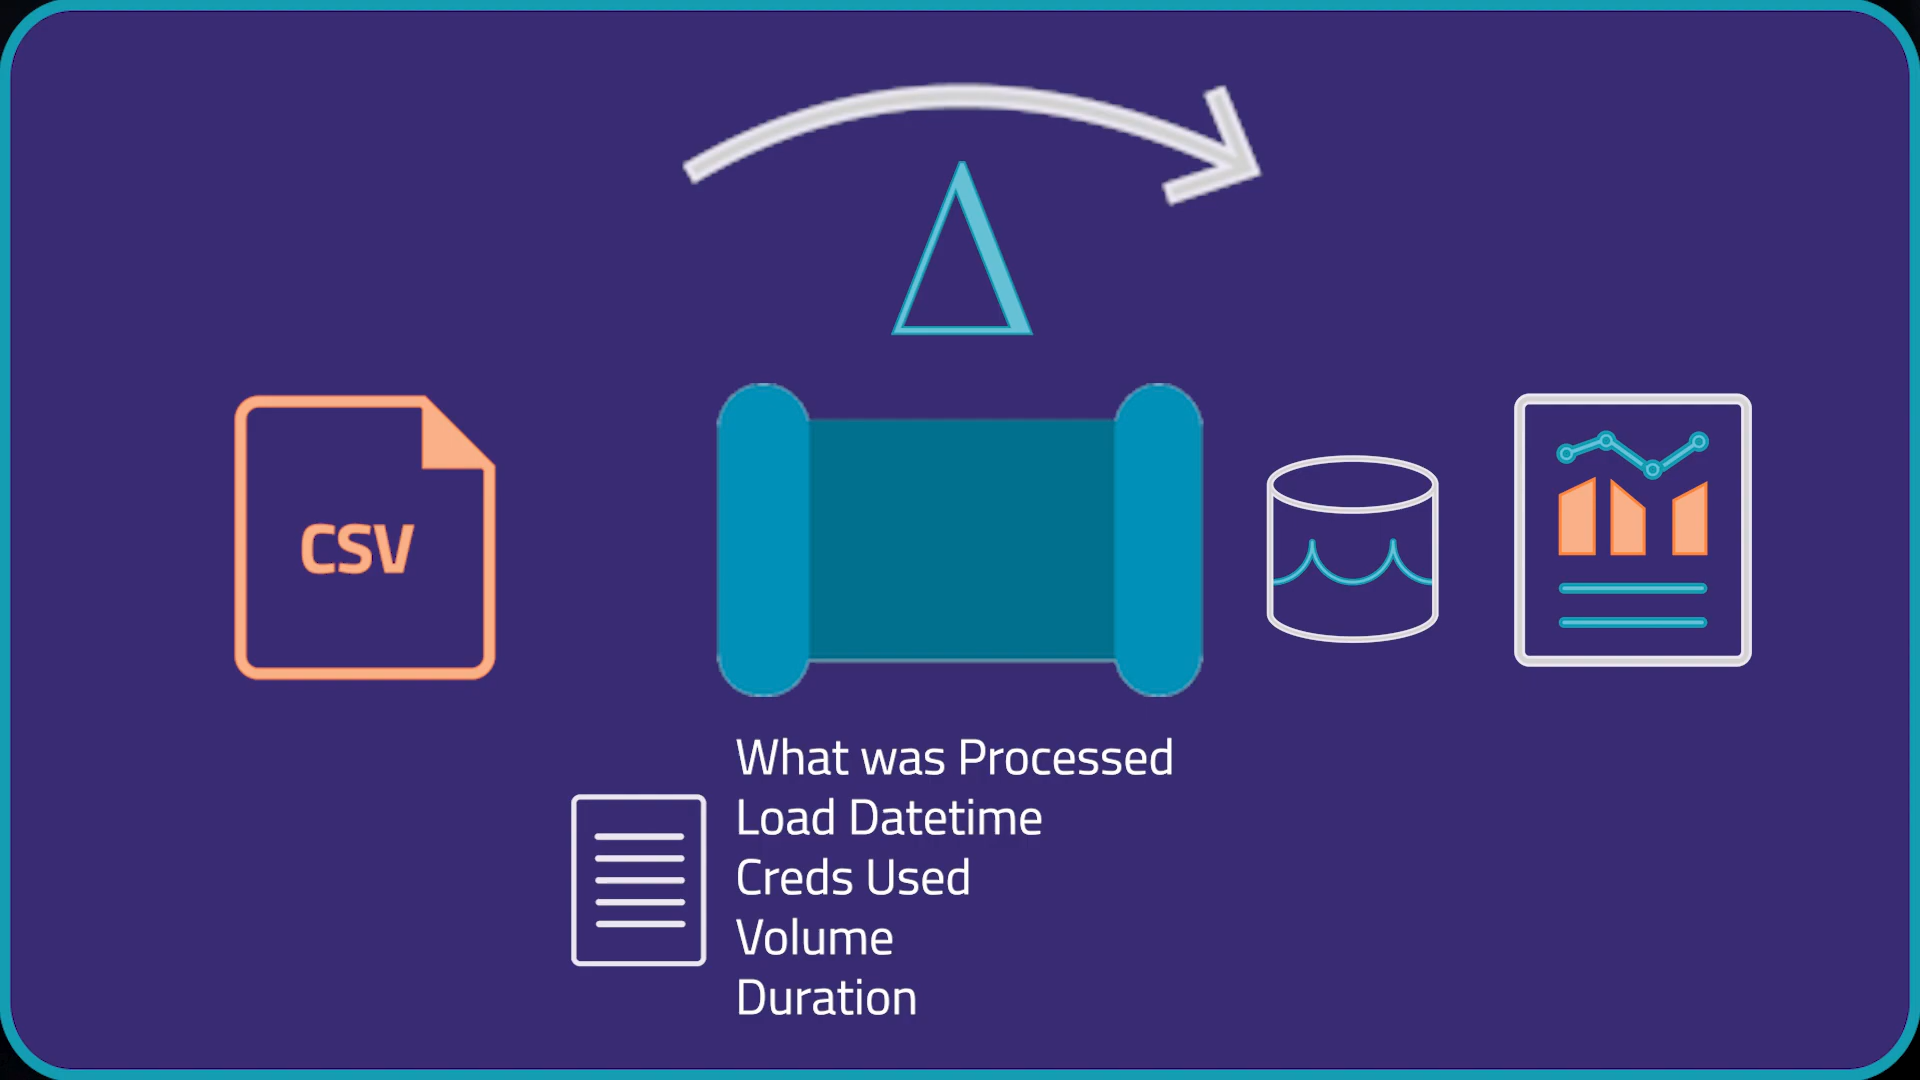 CSV
What was Processed
Load Datetime
Creds Used
Volume
Duration